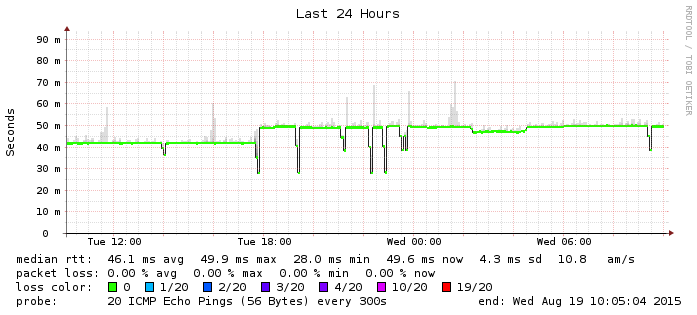 Last 24 Hours
RRDTOOL / TOBI OETIKER
Seconds
90 m
80 m
70 m
60 m
50 m
40 m
30 m
20 m
10 m
0
Tue 12:00 Tue 18:00 Wed 00:00 Wed 06:00
median rtt: 46.1 ms avg 49.9 ms max 28.0 ms min 49.6 ms now 4.3 ms sd 10.8 am/s
packet loss: 0.00 % avg 0.00 % max 0.00 % min 0.00 % now
loss color: 0 1/20 2/20 3/20 4/20 10/20 19/20
probe: 20 ICMP Echo Pings (56 Bytes) every 300s end: Wed Aug 19 10:05:04 2015